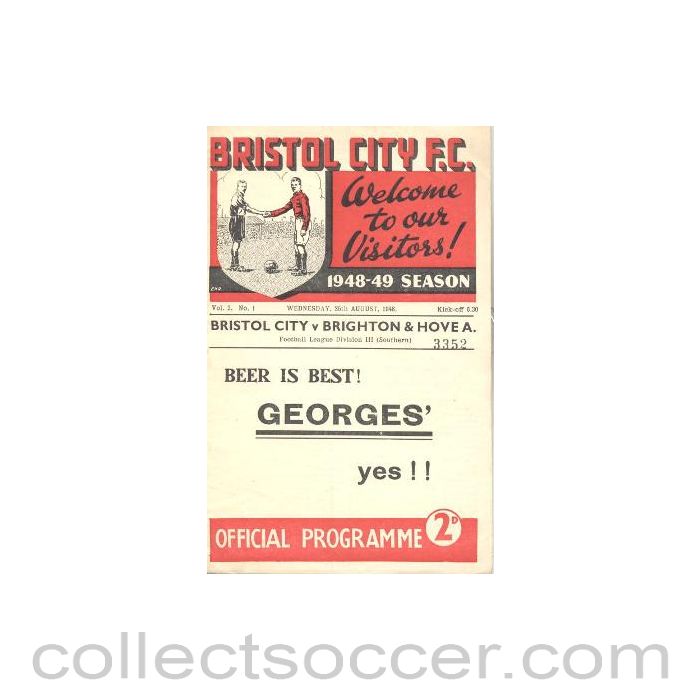 BRISTOL CITY F.C.
Welcome
to our
Visitors!
1948-49 SEASON
Vol. 2. No. 1 WEDNESDAY, 25th AUGUST, 1948. Kick-off 6.30
BRISTOL CITY v BRIGHTON & HOVE A.
Football League Division III (Southern) 3352
BEER IS BEST!
GEORGES'
yes!!
OFFICIAL PROGRAMME 2D
collectsoccer.com